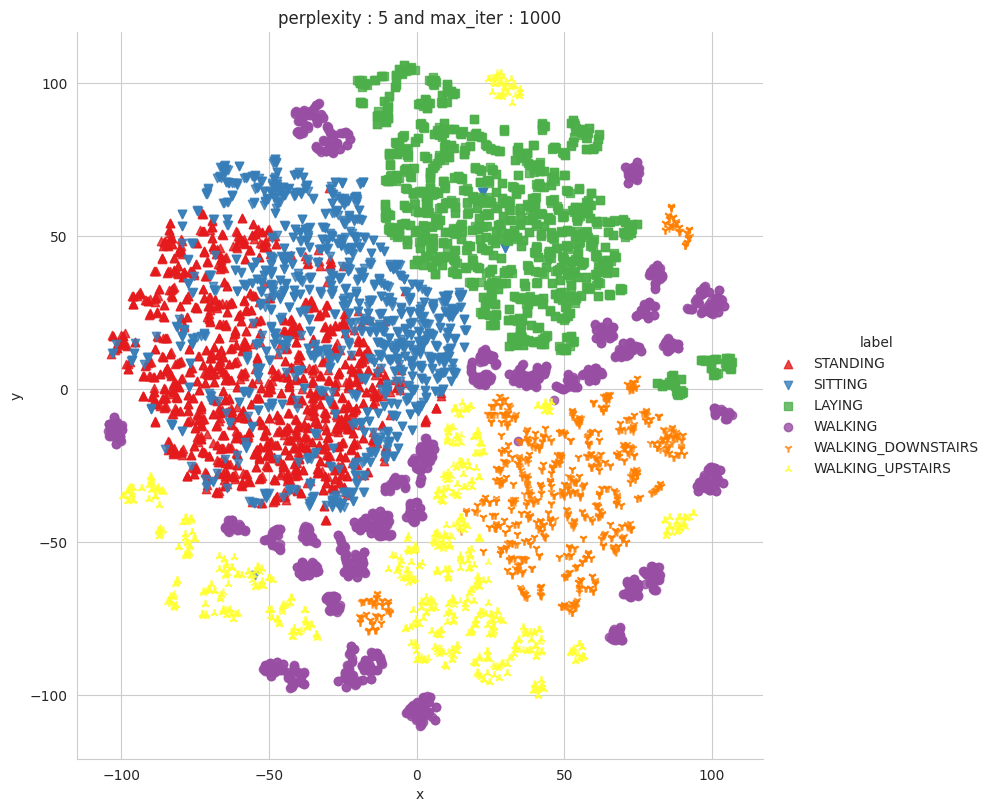 perplexity : 5 and max_iter : 1000
100
50
0
−50
−100
y
−100
−50
0
50
100
x
label
STANDING
SITTING
LAYING
WALKING
WALKING_DOWNSTAIRS
WALKING_UPSTAIRS